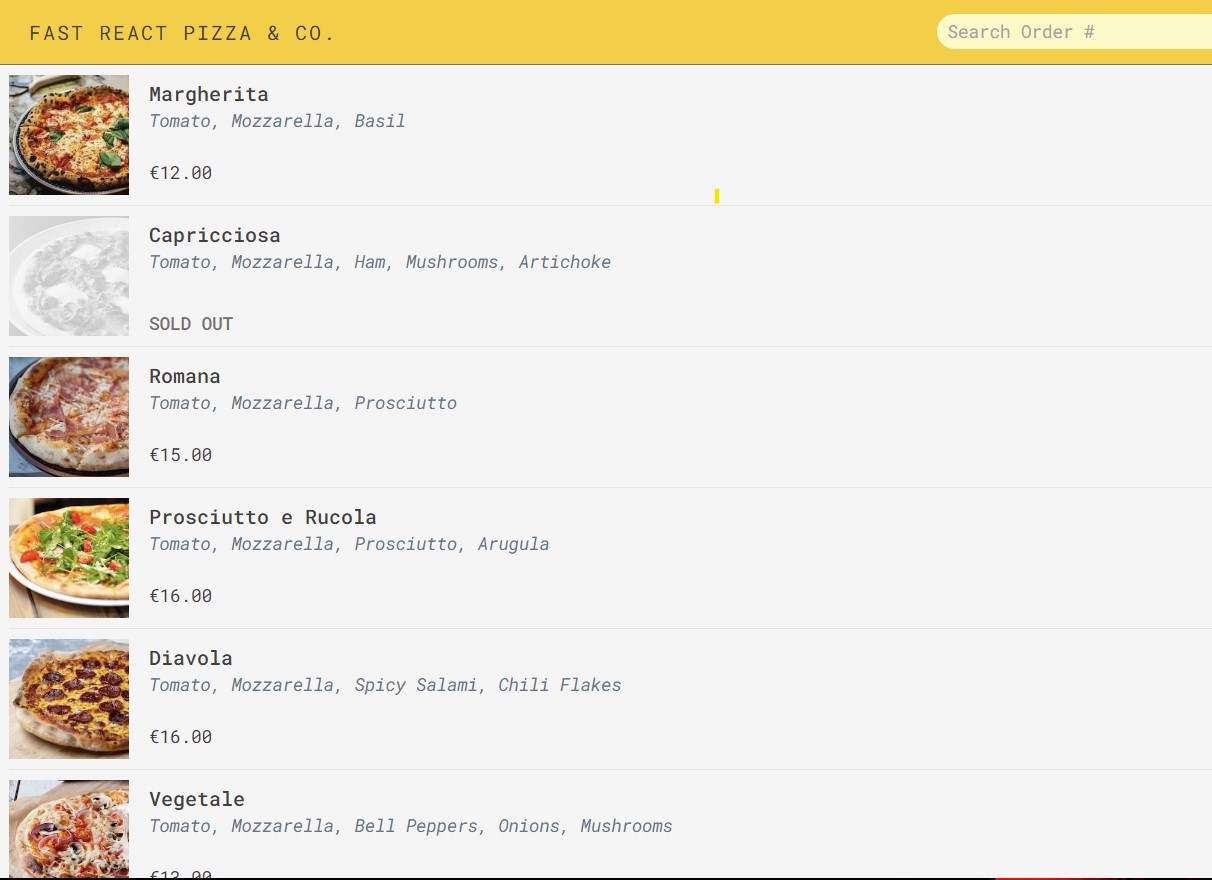 FAST REACT PIZZA & CO.
Search Order #
Margherita
Tomato, Mozzarella, Basil
€12.00
Capricciosa
Tomato, Mozzarella, Ham, Mushrooms, Artichoke
SOLD OUT
Romana
Tomato, Mozzarella, Prosciutto
€15.00
Prosciutto e Rucola
Tomato, Mozzarella, Prosciutto, Arugula
€16.00
Diavola
Tomato, Mozzarella, Spicy Salami, Chili Flakes
€16.00
Vegetale
Tomato, Mozzarella, Bell Peppers, Onions, Mushrooms
€13.00